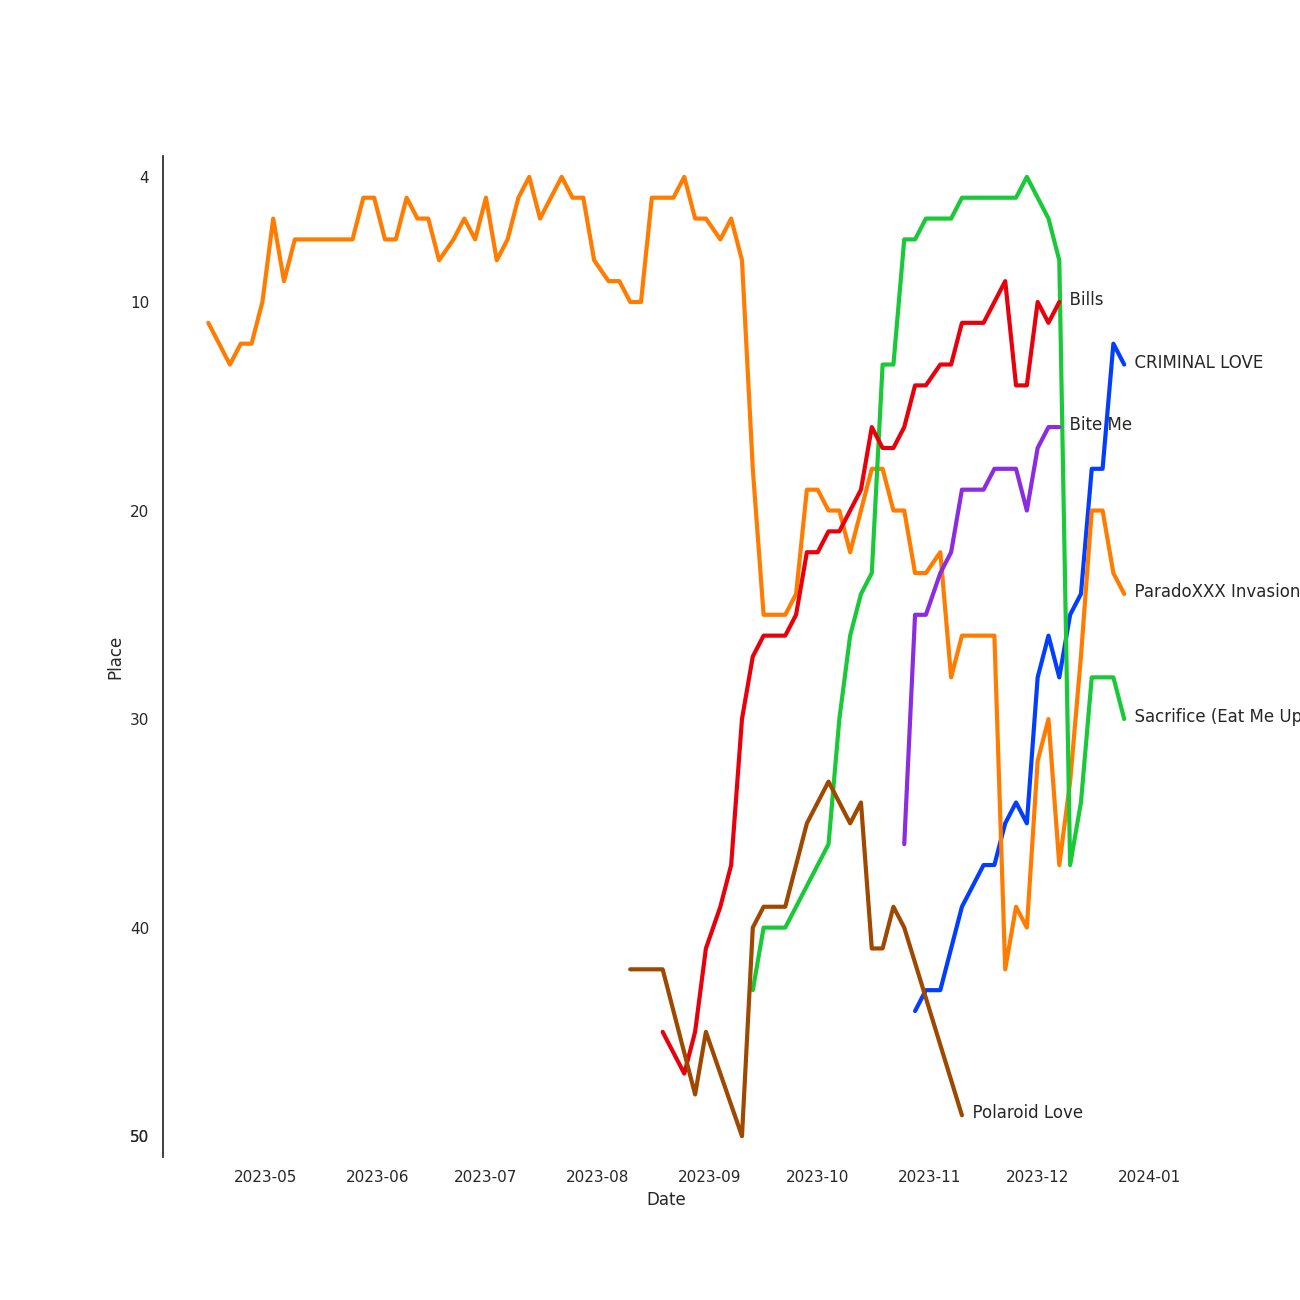 4
10
20
30
40
50
Place
Bills
CRIMINAL LOVE
Bite Me
ParadoXXX Invasion
Sacrifice (Eat Me Up
Polaroid Love
2023-05 2023-06 2023-07 2023-08 2023-09 2023-10 2023-11 2023-12 2024-01
Date